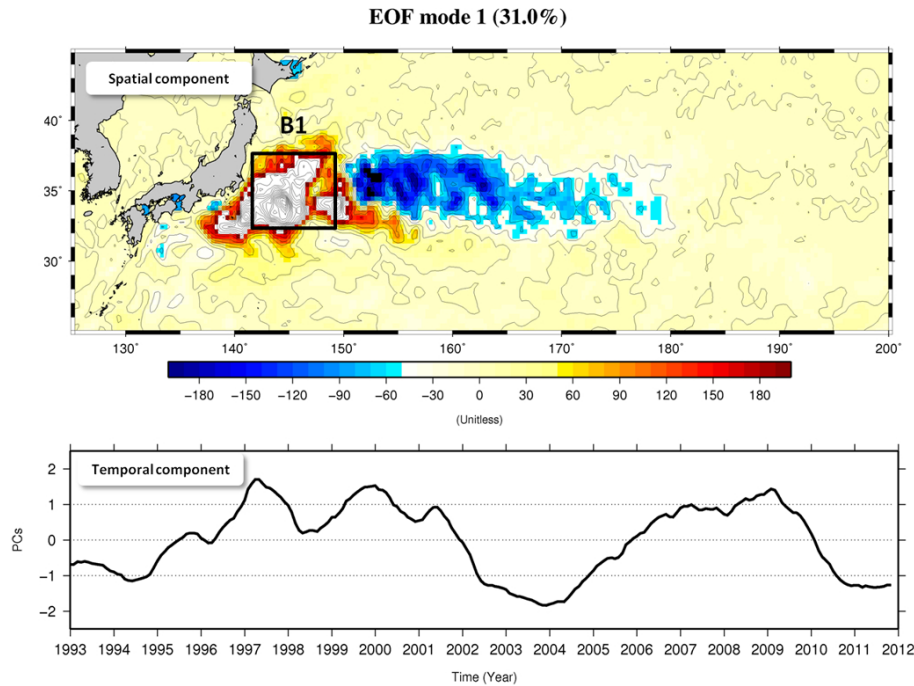 EOF mode 1 (31.0%)
Spatial component
B1
40˚
35˚
30˚
130˚ 140˚ 150˚ 160˚ 170˚ 180˚ 190˚ 200˚
−180 −150 −120 −90 −60 −30 0 30 60 90 120 150 180
(Unitless)
Temporal component
2
1
0
−1
−2
PCs
1993 1994 1995 1996 1997 1998 1999 2000 2001 2002 2003 2004 2005 2006 2007 2008 2009 2010 2011 2012
Time (Year)